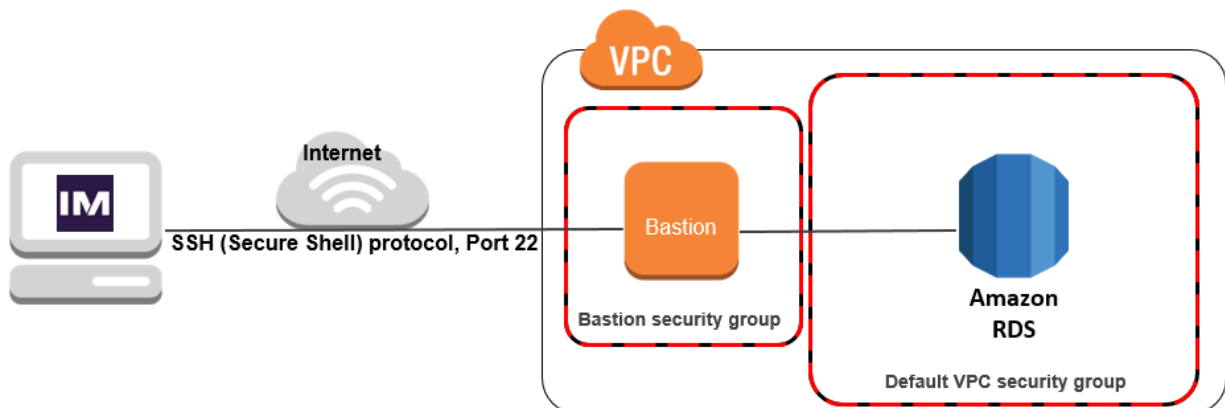 VPC
Internet
IM
Bastion
SSH (Secure Shell) protocol, Port 22
Bastion security group
Amazon
RDS
Default VPC security group